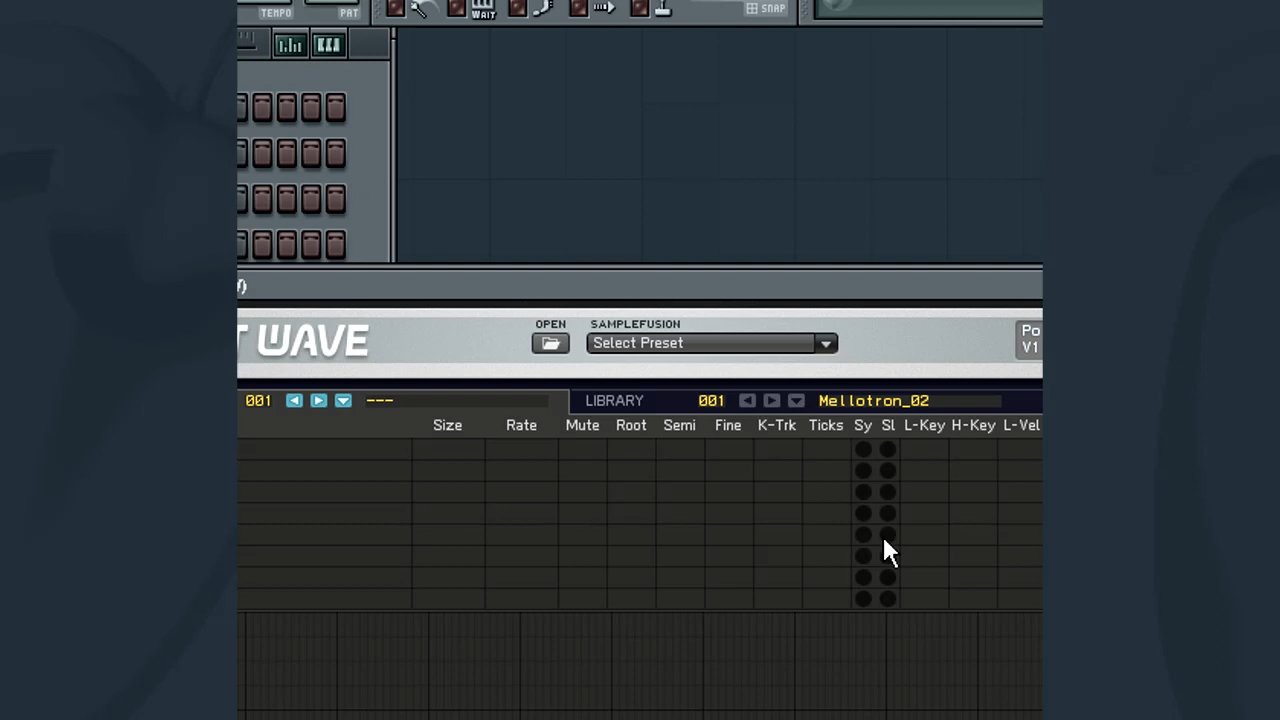 TEMPO PAT WAIT SNAP
WAVE
OPEN SAMPLEFUSION
Select Preset
Po
V1
001 --- LIBRARY 001 Mellotron_02
Size Rate Mute Root Semi Fine K-Trk Ticks Sy Sl L-Key H-Key L-Vel